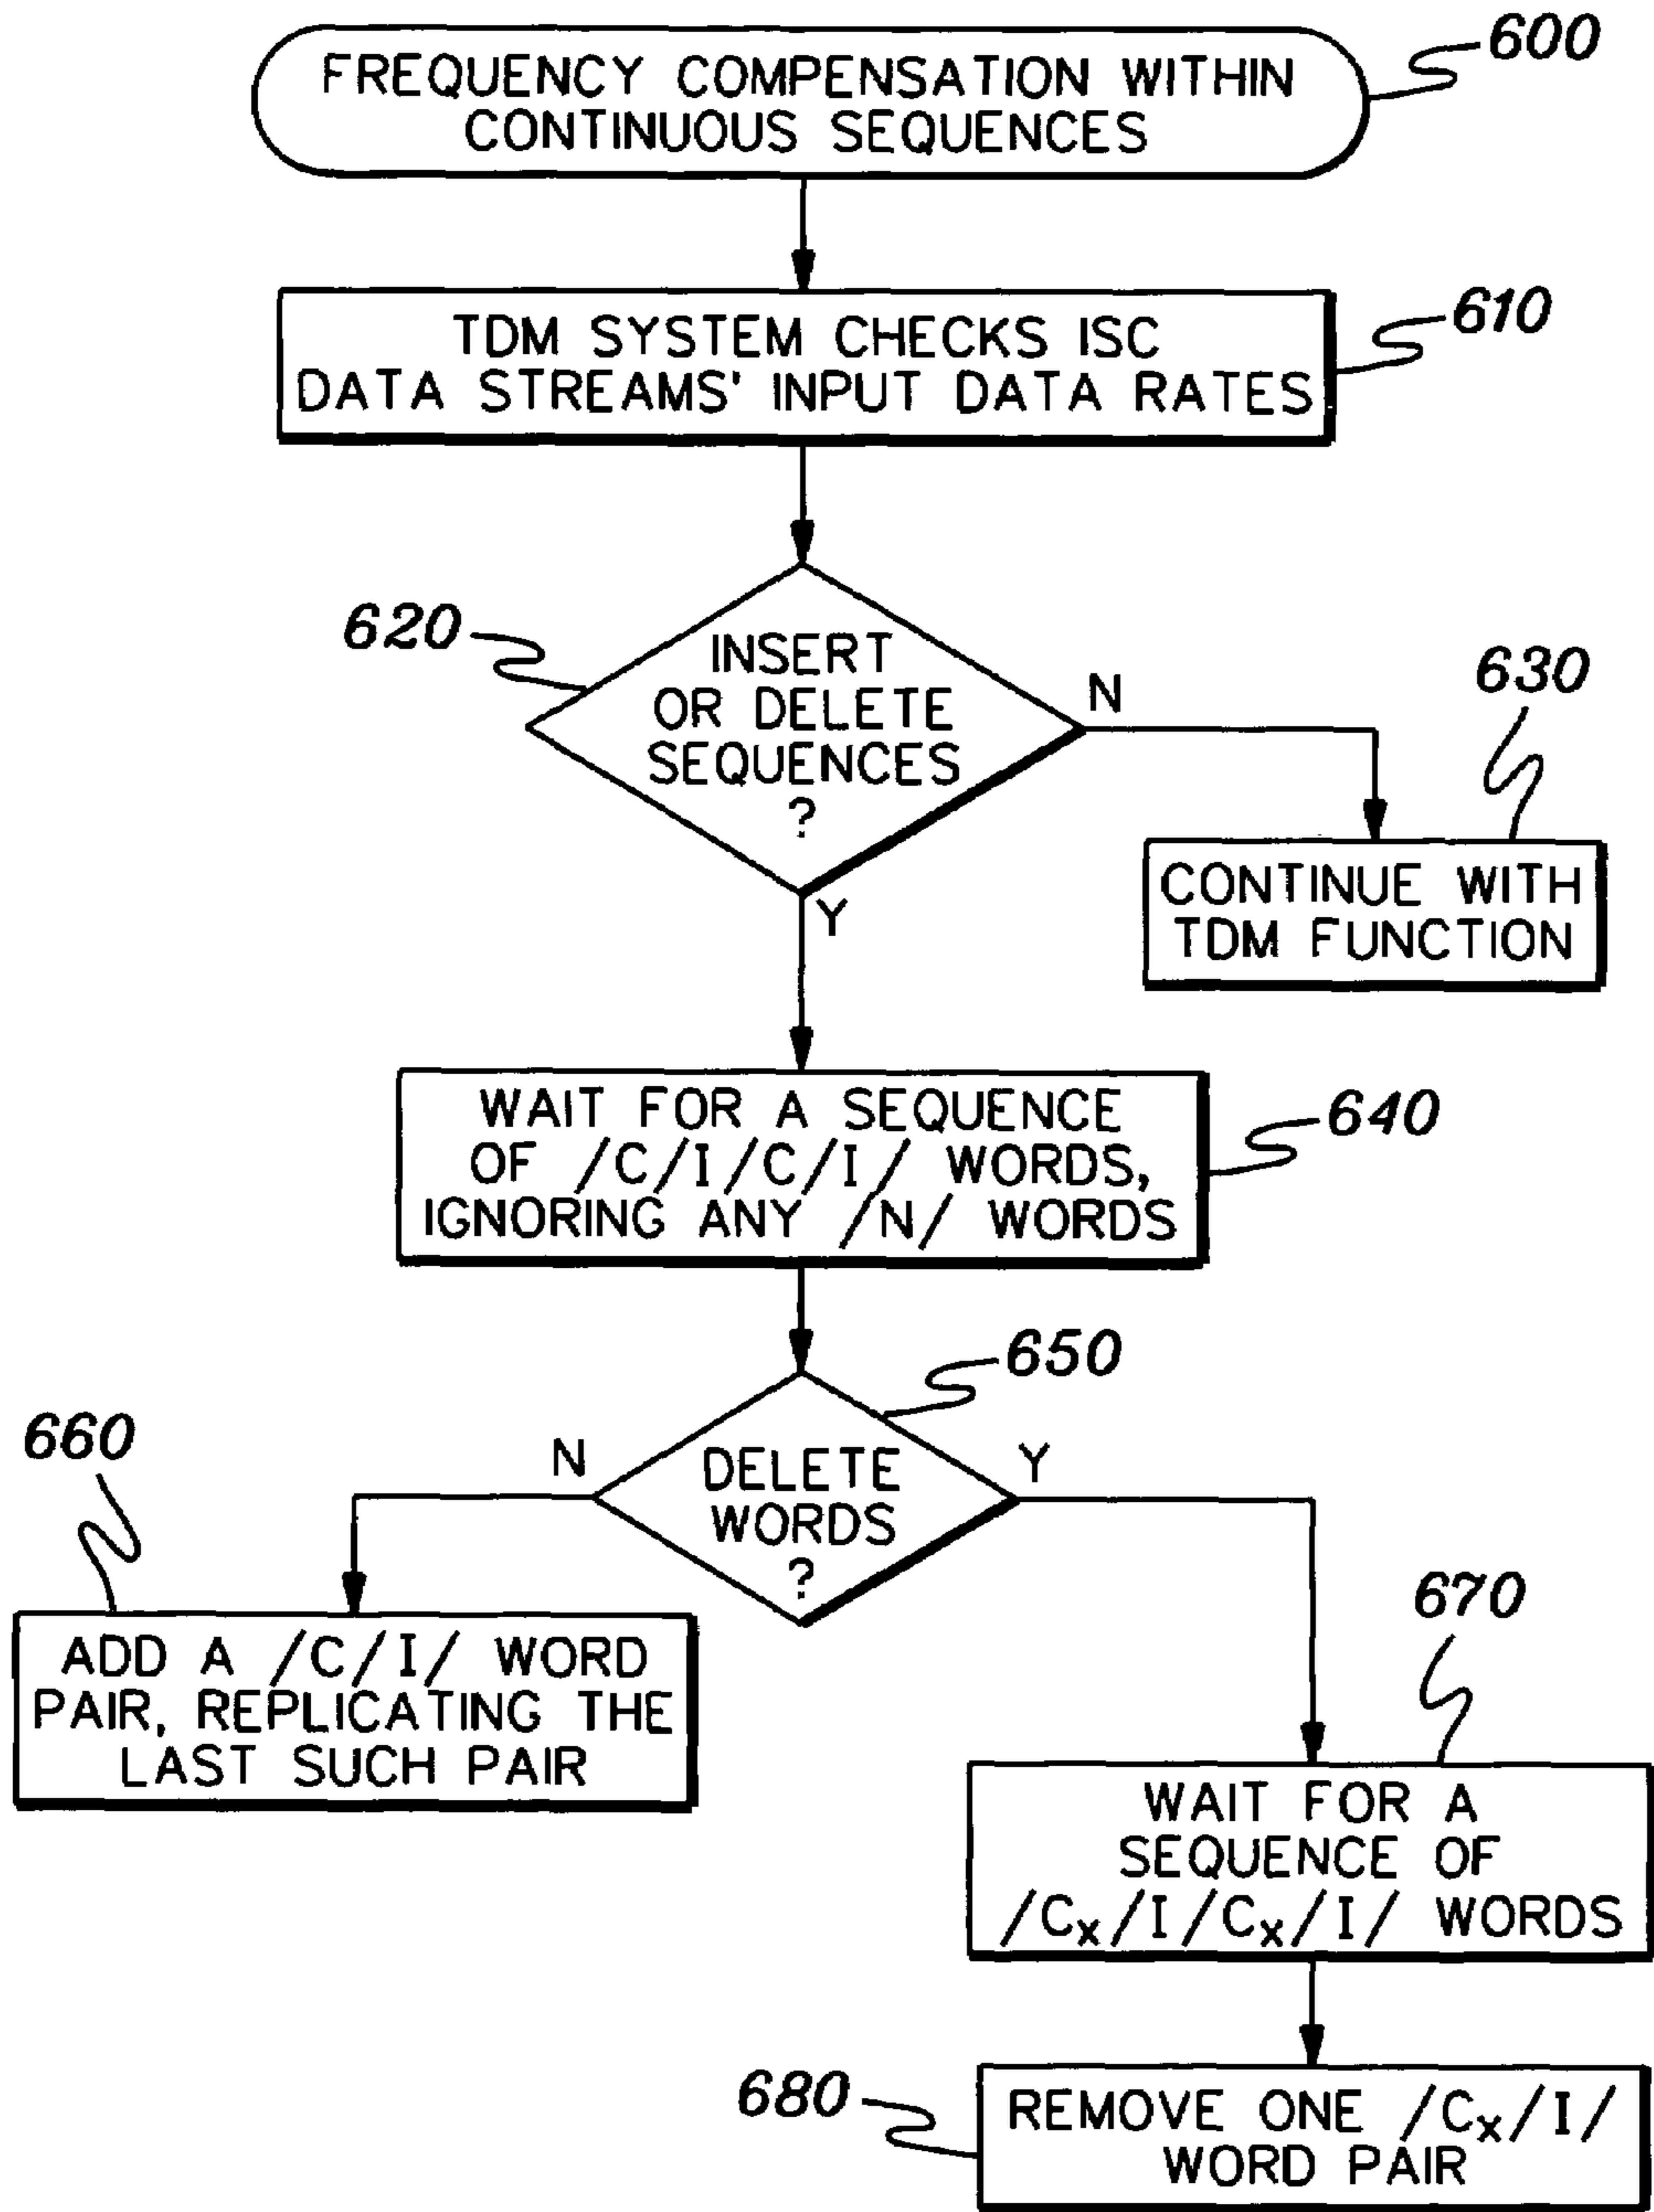 FREQUENCY COMPENSATION WITHIN
CONTINUOUS SEQUENCES
600
TDM SYSTEM CHECKS ISC
DATA STREAMS' INPUT DATA RATES
610
620
INSERT
OR DELETE
SEQUENCES
?
N
Y
630
CONTINUE WITH
TDM FUNCTION
WAIT FOR A SEQUENCE
OF /C/I/C/I/ WORDS,
IGNORING ANY /N/ WORDS
640
650
DELETE
WORDS
?
N
Y
660
ADD A /C/I/ WORD
PAIR, REPLICATING THE
LAST SUCH PAIR
670
WAIT FOR A
SEQUENCE OF
/Cx/I/Cx/I/ WORDS
680
REMOVE ONE /Cx/I/
WORD PAIR